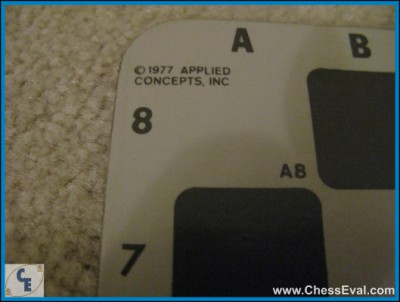 A B
©1977 APPLIED
CONCEPTS, INC
8
A8
7
CE
www.ChessEval.com